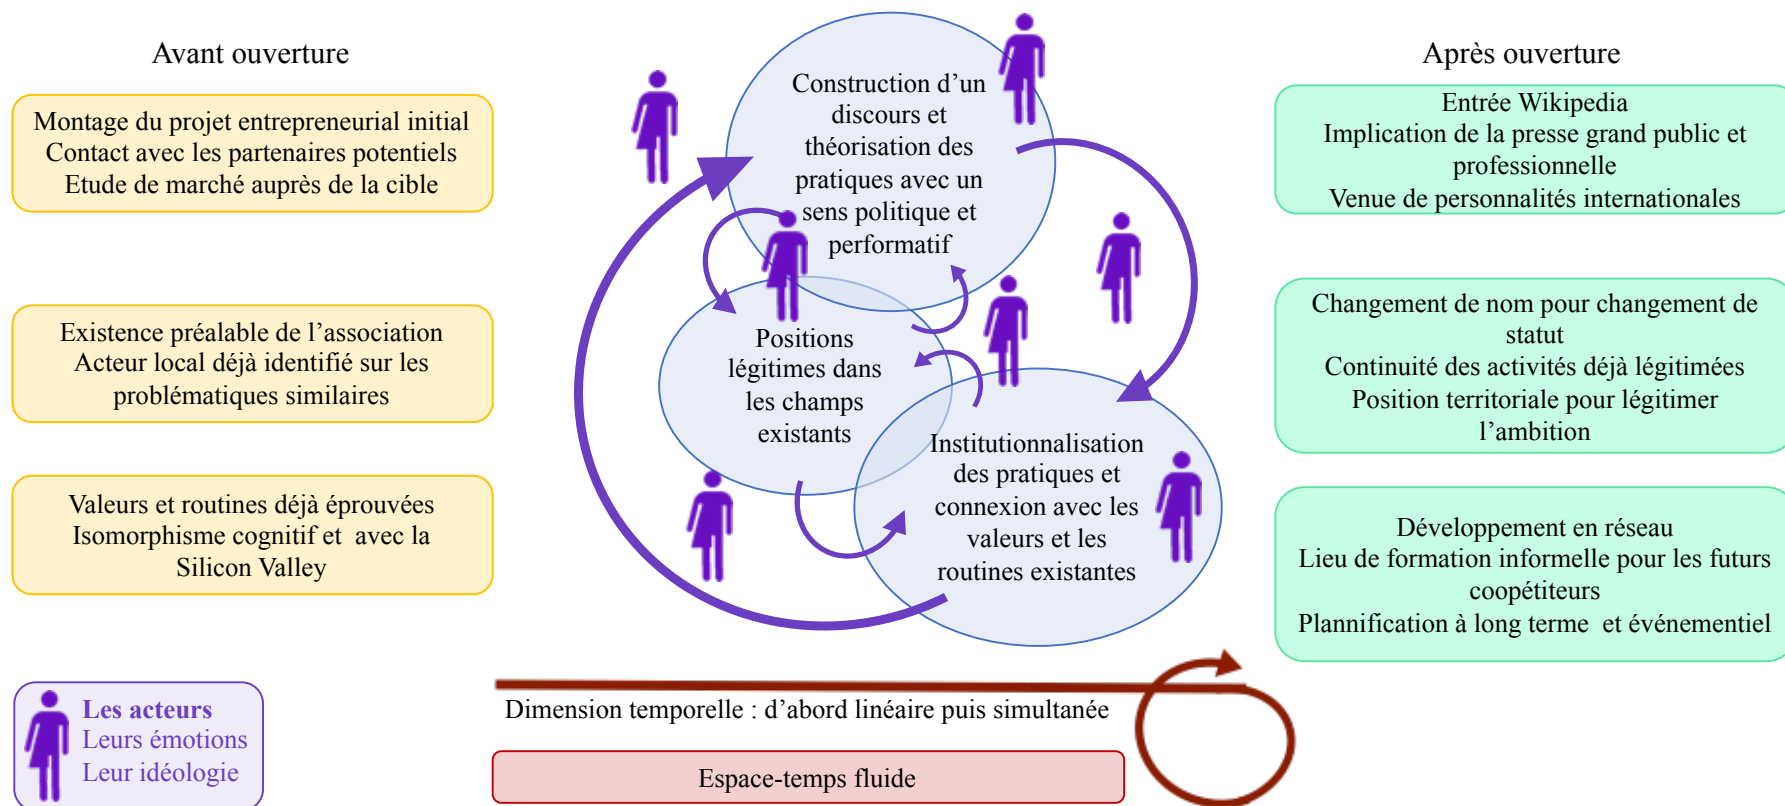 Avant ouverture
Montage du projet entrepreneurial initial
Contact avec les partenaires potentiels
Etude de marché auprès de la cible
Existence préalable de l’association
Acteur local déjà identifié sur les
problématiques similaires
Valeurs et routines déjà éprouvées
Isomorphisme cognitif et avec la
Silicon Valley
Les acteurs
Leurs émotions
Leur idéologie
Construction d’un
discours et
théorisation des
pratiques avec un
sens politique et
performatif
Positions
légitimes dans
les champs
existants
Institutionnalisation
des pratiques et
connexion avec les
valeurs et les
routines existantes
Dimension temporelle : d’abord linéaire puis simultanée
Espace-temps fluide
Après ouverture
Entrée Wikipedia
Implication de la presse grand public et
professionnelle
Venue de personnalités internationales
Changement de nom pour changement de
statut
Continuité des activités déjà légitimées
Position territoriale pour légitimer
l’ambition
Développement en réseau
Lieu de formation informelle pour les futurs
coopétiteurs
Plannification à long terme et événementiel